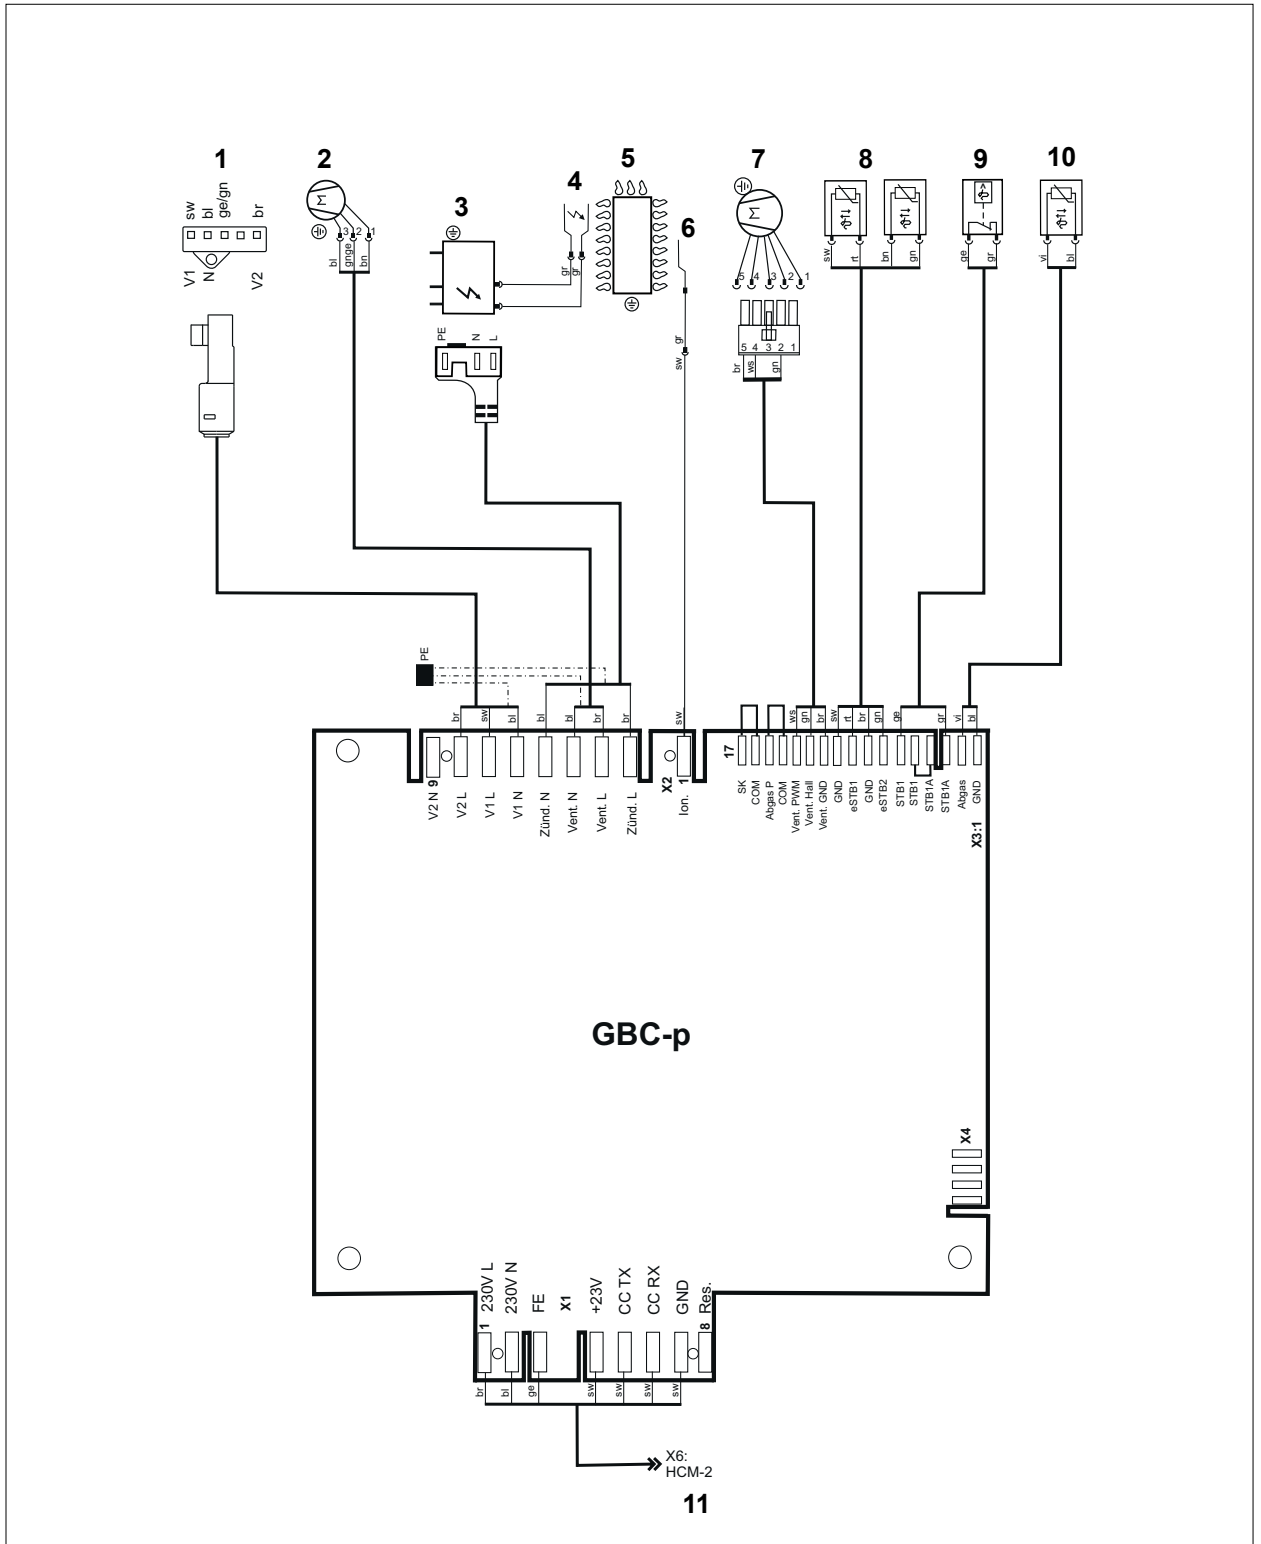 1
2
3
4
5
6
7
8
9
10
sw
bl
ge/gn
br
V1
N
V2
3
2
1
bl
gnge
bn
PE
N
L
gr
gr
gr
sw
5
4
3
2
1
5
4
3
2
1
br
ws
gn
sw
rt
bn
gn
ge
gr
vi
bl
PE
br
sw
bl
bl
bl
br
br
sw
ws
gn
br
sw
rt
br
gn
ge
gr
vi
bl
9
V2 N
V2 L
V1 L
V1 N
Zünd. N
Vent. N
Vent. L
Zünd. L
X2
1
Ion.
17
SK
COM
Abgas P
COM
Vent. PWM
Vent. Hall
Vent. GND
GND
eSTB1
GND
eSTB2
STB1
STB1
STB1A
STB1A
Abgas
GND
X3:1
GBC-p
X4
1
230V L
230V N
FE
X1
+23V
CC TX
CC RX
GND
8
Res.
br
bl
ge
sw
sw
sw
sw
X6:
HCM-2
11